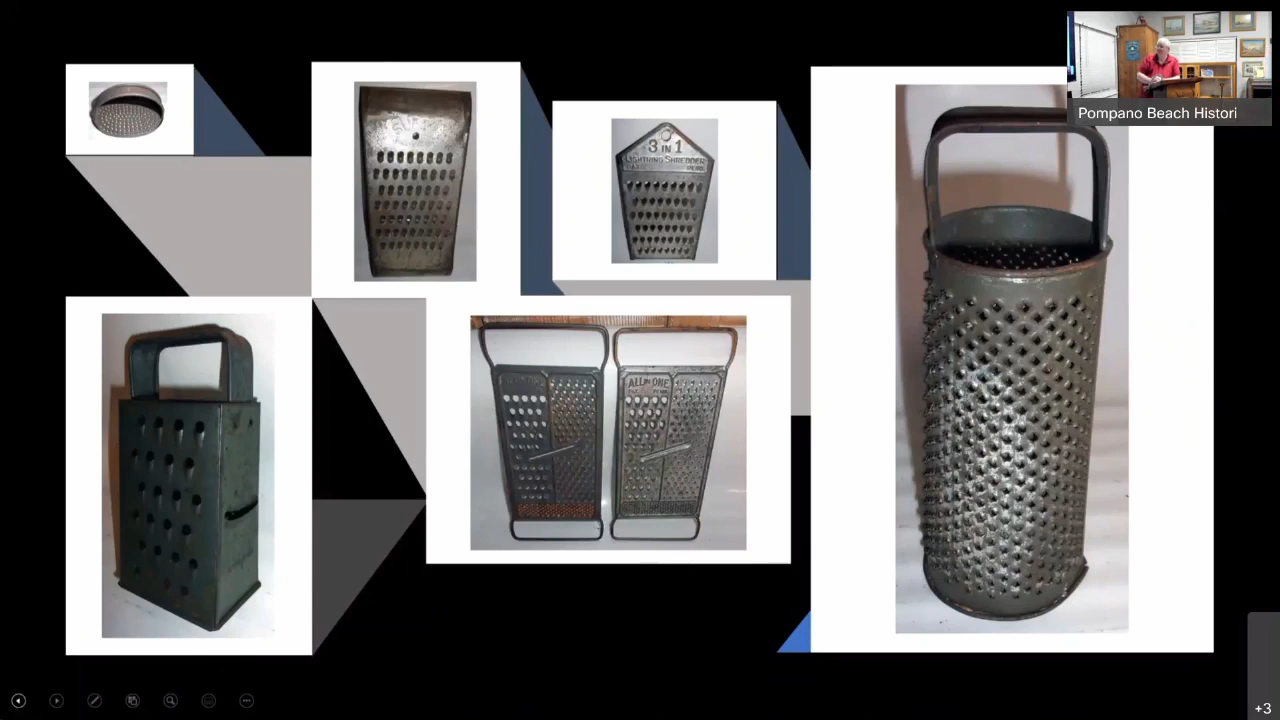 Pompano Beach Histori
3 IN 1
LIGHTNING SHREDDER
ALL IN ONE
+3